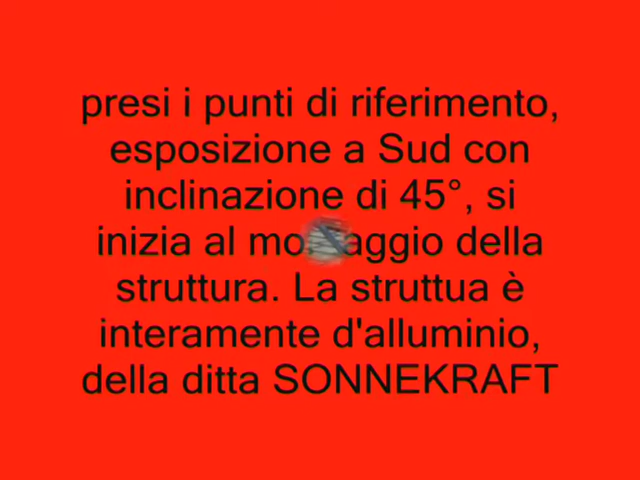 presi i punti di riferimento,
esposizione a Sud con
inclinazione di 45°, si
inizia al della
struttura. La struttua è
interamente d'alluminio,
della ditta SONNEKRAFT